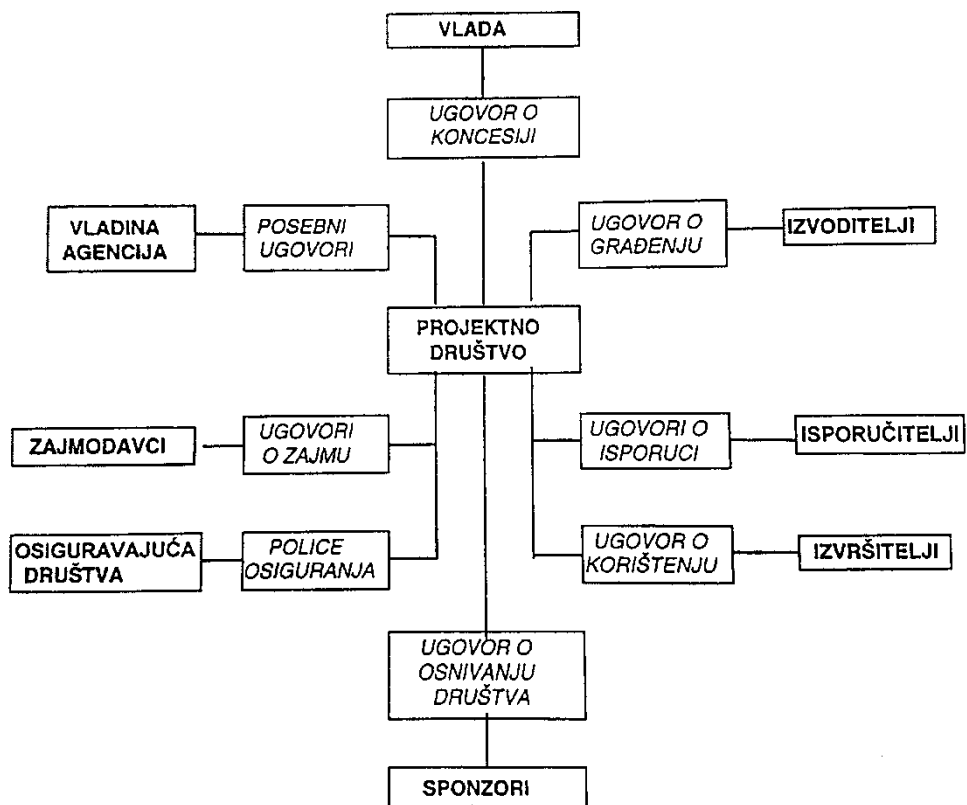 VLADA
UGOVOR O
KONCESIJI
VLADINA
AGENCIJA
POSEBNI
UGOVORI
UGOVOR O
GRAĐENJU
IZVODITELJI
PROJEKTNO
DRUŠTVO
ZAJMODAVCI
UGOVORI
O ZAJMU
UGOVORI O
ISPORUCI
ISPORUČITELJI
OSIGURAVAJUĆA
DRUŠTVA
POLICE
OSIGURANJA
UGOVOR O
KORIŠTENJU
IZVRŠITELJI
UGOVOR O
OSNIVANJU
DRUŠTVA
SPONZORI